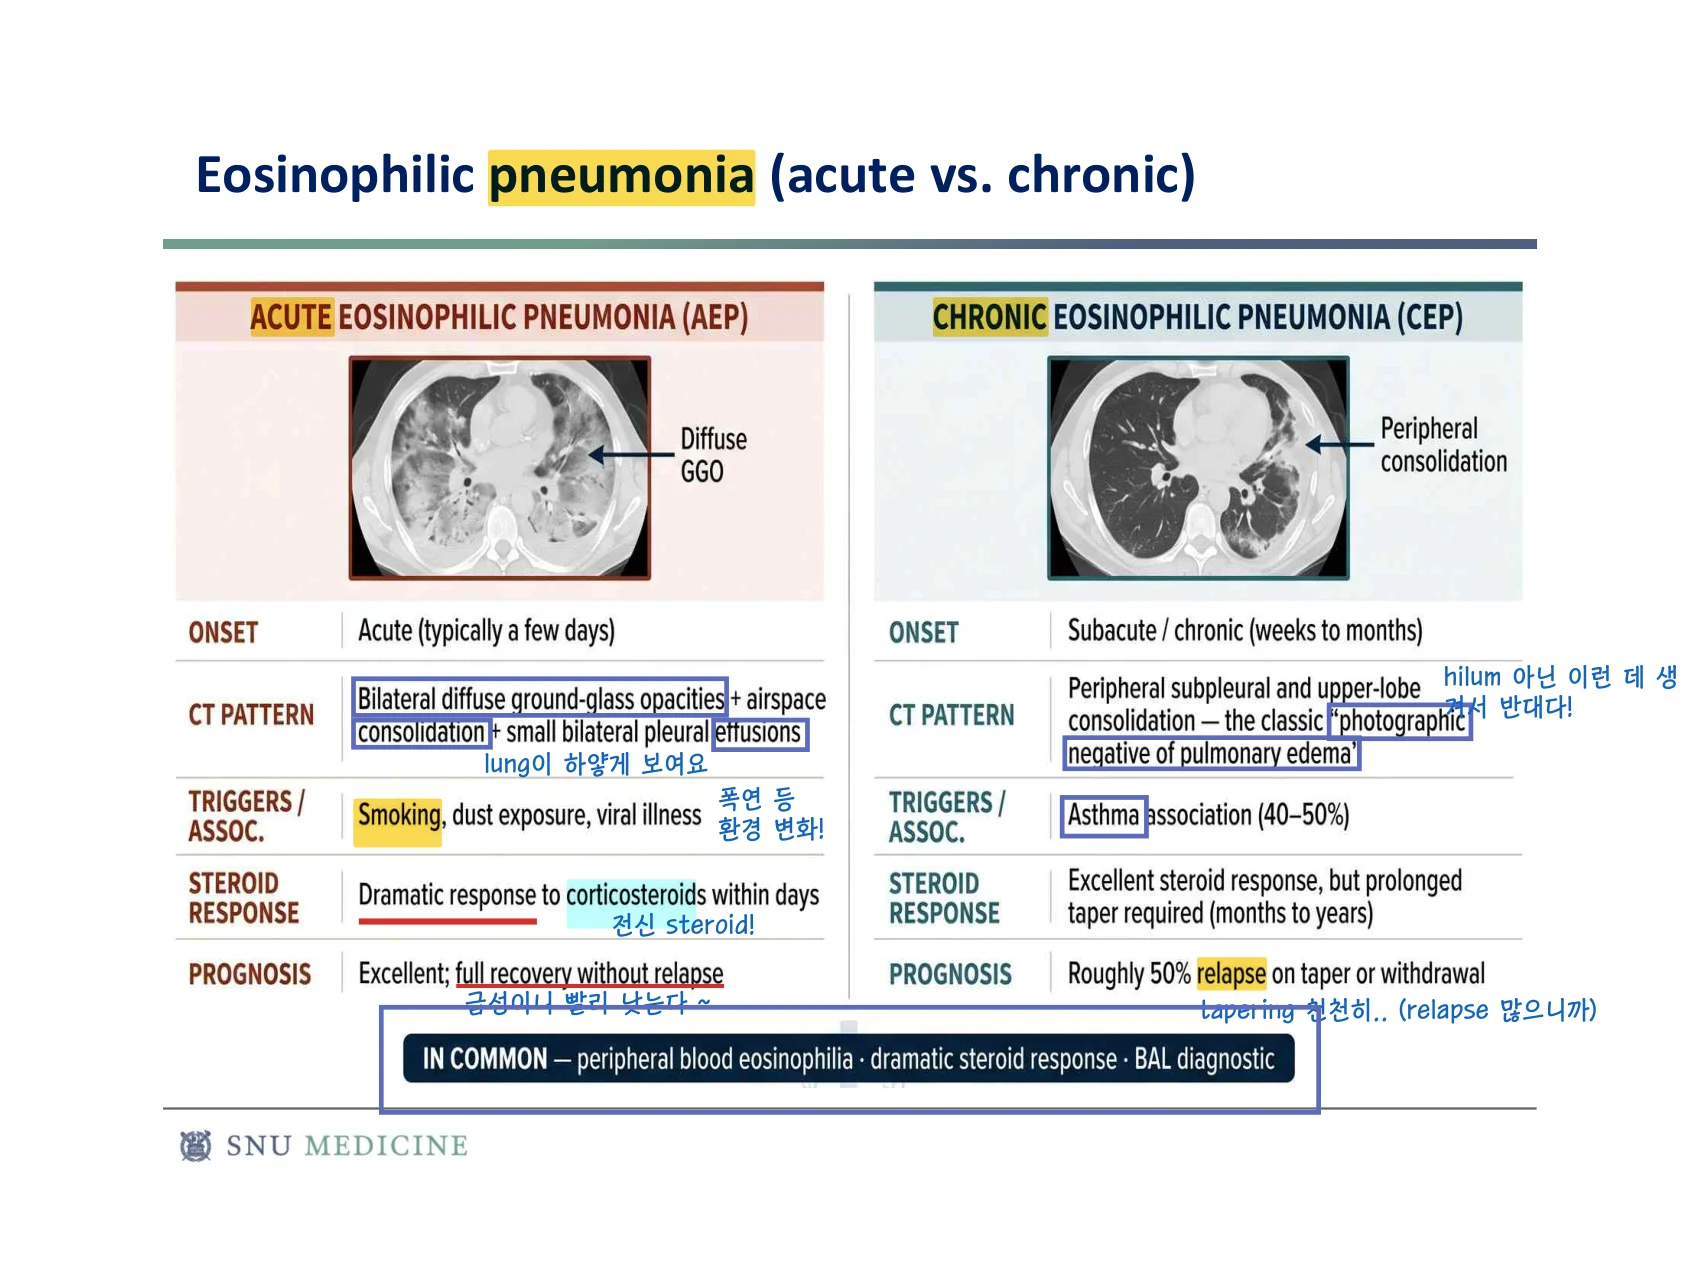 Eosinophilic pneumonia (acute vs. chronic)
ACUTE EOSINOPHILIC PNEUMONIA (AEP)
Diffuse
GGO
ONSET
Acute (typically a few days)
CT PATTERN
Bilateral diffuse ground-glass opacities + airspace
consolidation + small bilateral pleural effusions
lung이 하얗게 보여요
TRIGGERS /
ASSOC.
Smoking, dust exposure, viral illness
폭연 등
환경 변화!
STEROID
RESPONSE
Dramatic response to corticosteroids within days
전신 steroid!
PROGNOSIS
Excellent; full recovery without relapse
급성이니 빨리 낫는다 ~
CHRONIC EOSINOPHILIC PNEUMONIA (CEP)
Peripheral
consolidation
ONSET
Subacute / chronic (weeks to months)
CT PATTERN
Peripheral subpleural and upper-lobe
consolidation — the classic “photographic
negative of pulmonary edema’
hilum 아닌 이런 데 생
겨서 반대다!
TRIGGERS /
ASSOC.
Asthma association (40–50%)
STEROID
RESPONSE
Excellent steroid response, but prolonged
taper required (months to years)
PROGNOSIS
Roughly 50% relapse on taper or withdrawal
tapering 천천히.. (relapse 많으니까)
IN COMMON — peripheral blood eosinophilia · dramatic steroid response · BAL diagnostic
SNU MEDICINE